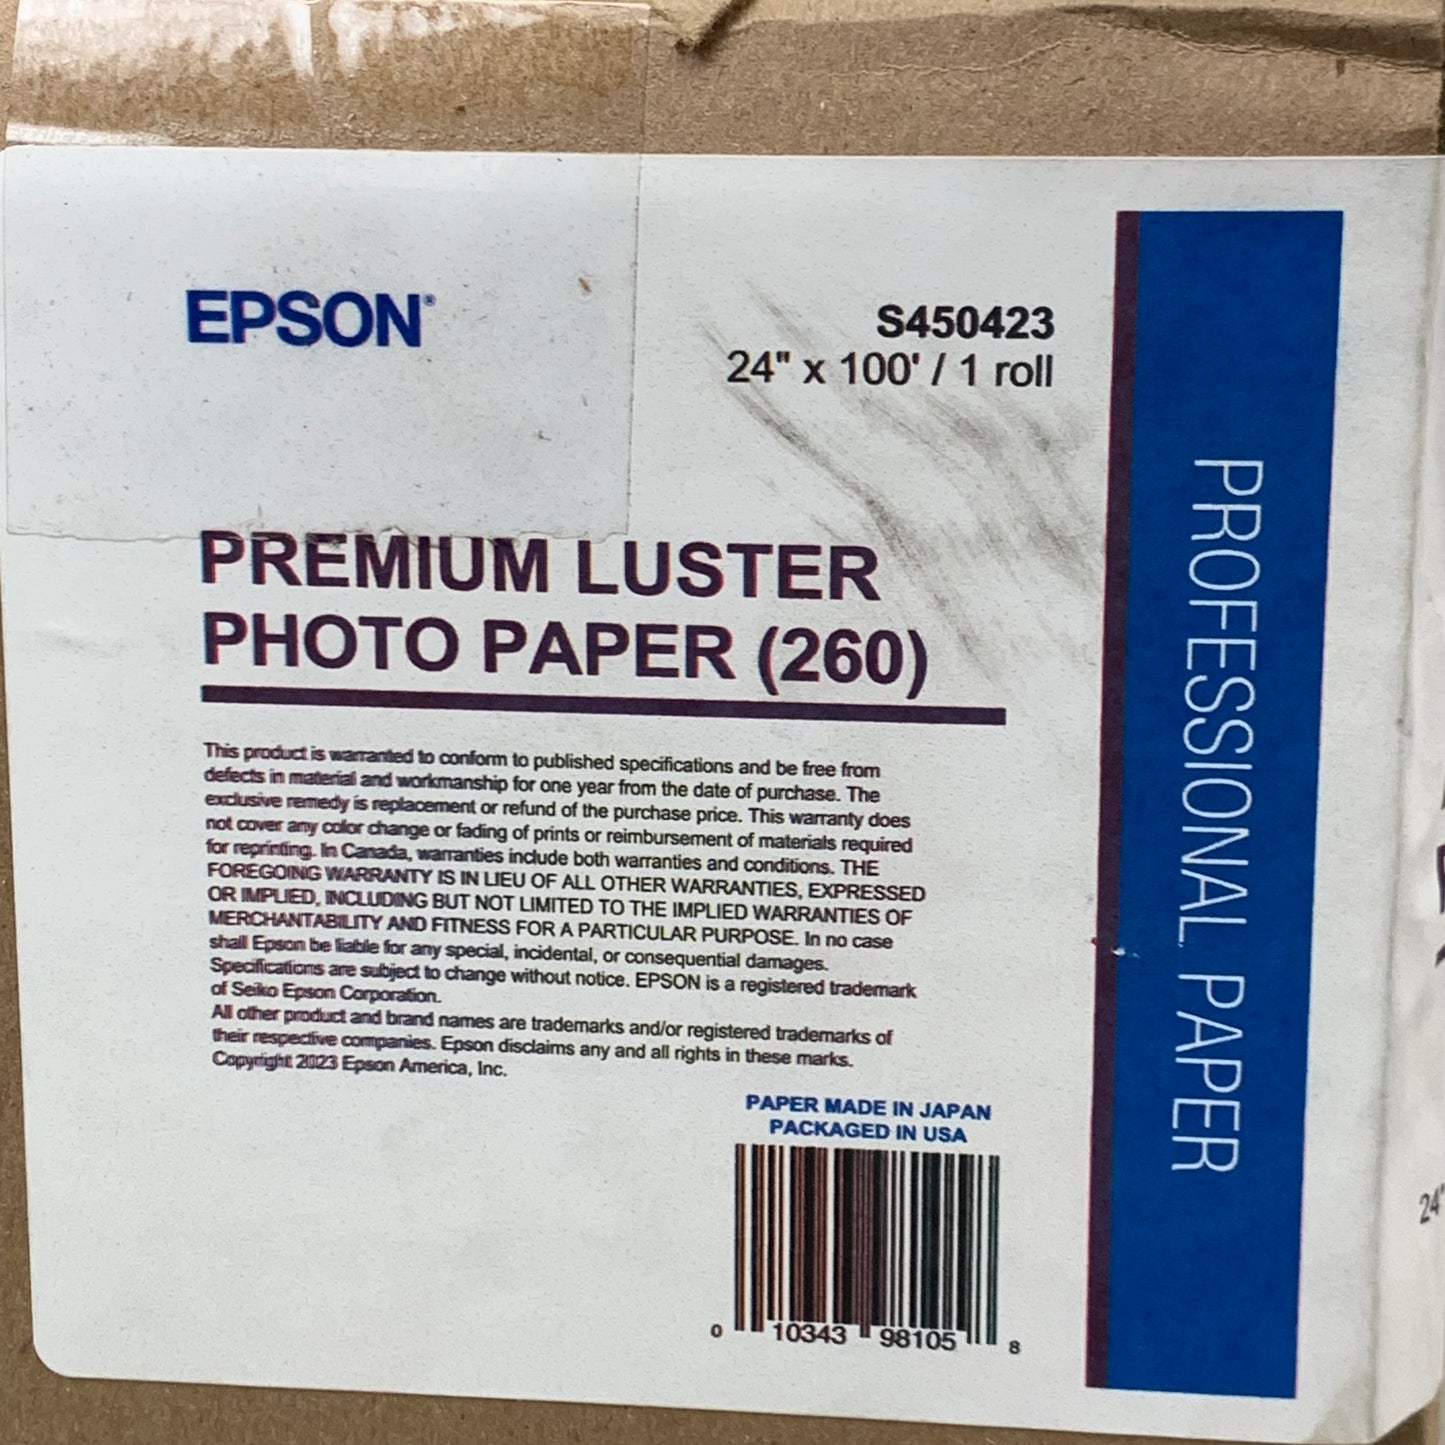 EPSON®
S450423
24" x 100' / 1 roll
PREMIUM LUSTER
PHOTO PAPER (260)
This product is warranted to conform to published specifications and be free from
defects in material and workmanship for one year from the date of purchase. The
exclusive remedy is replacement or refund of the purchase price. This warranty does
not cover any color change or fading of prints or reimbursement of materials required
for reprinting. In Canada, warranties include both warranties and conditions. THE
FOREGOING WARRANTY IS IN LIEU OF ALL OTHER WARRANTIES, EXPRESSED
OR IMPLIED, INCLUDING BUT NOT LIMITED TO THE IMPLIED WARRANTIES OF
MERCHANTABILITY AND FITNESS FOR A PARTICULAR PURPOSE. In no case
shall Epson be liable for any special, incidental, or consequential damages.
Specifications are subject to change without notice. EPSON is a registered trademark
of Seiko Epson Corporation.
All other product and brand names are trademarks and/or registered trademarks of
their respective companies. Epson disclaims any and all rights in these marks.
Copyright 2023 Epson America, Inc.
PAPER MADE IN JAPAN
PACKAGED IN USA
0 10343 98105 8
PROFESSIONAL PAPER
24"